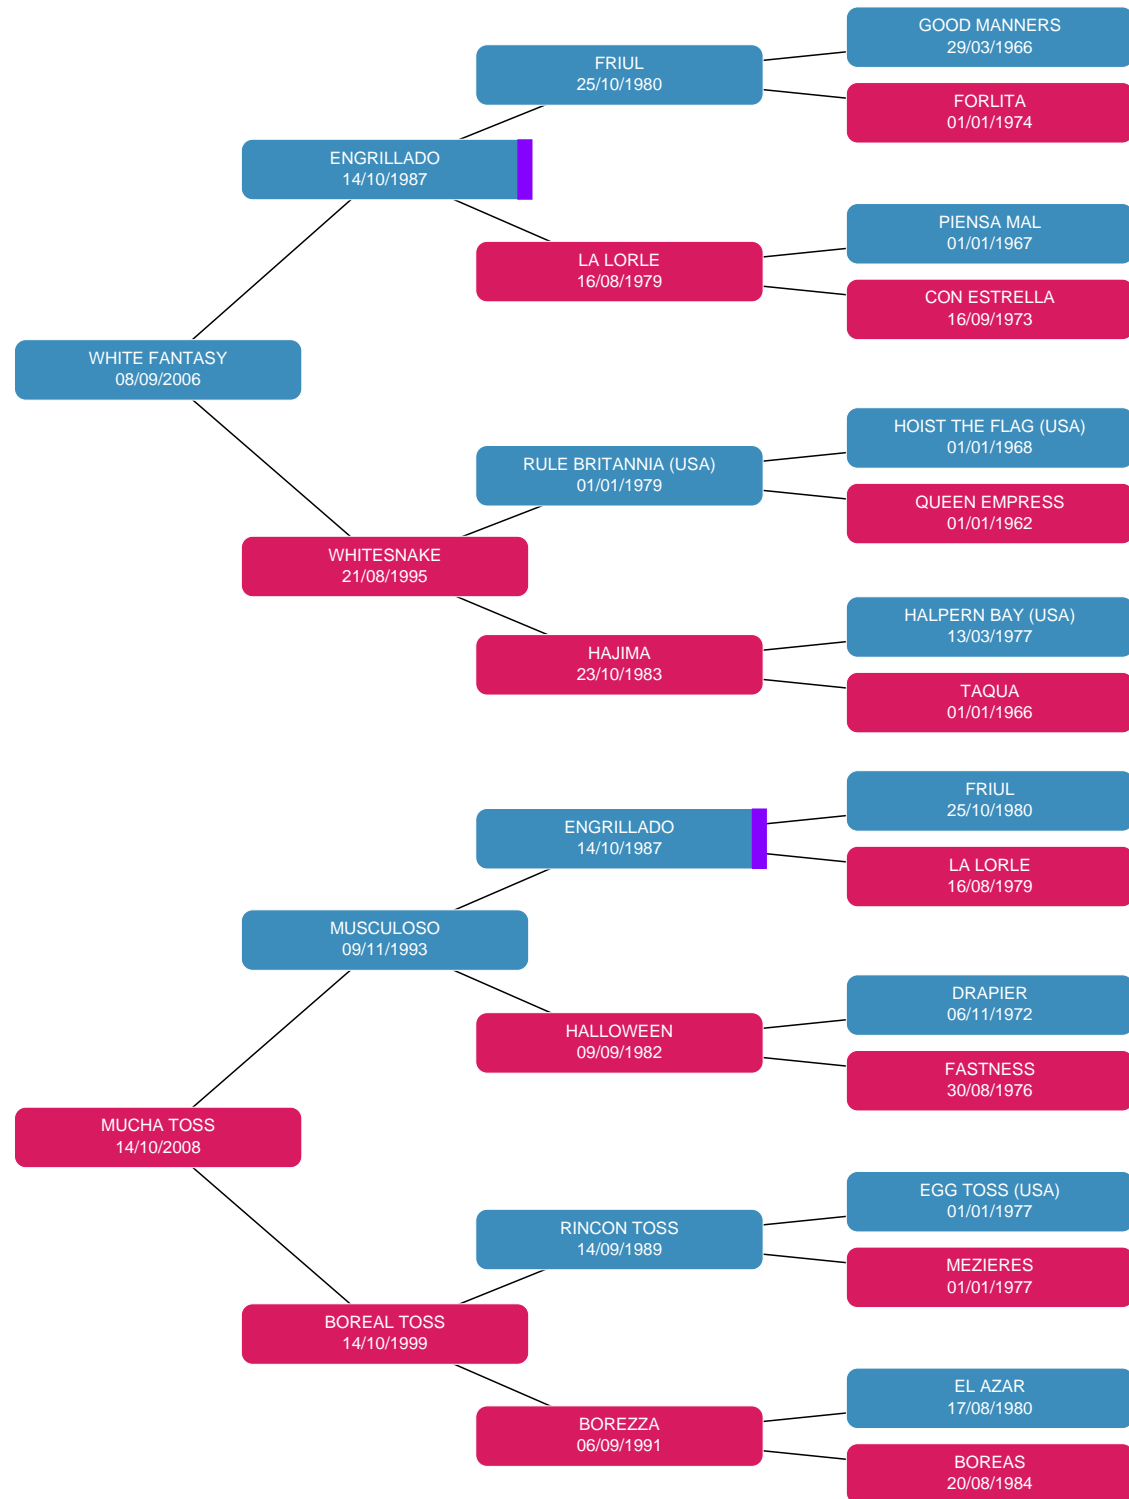 GOOD MANNERS
29/03/1966
FRIUL
25/10/1980
FORLITA
01/01/1974
ENGRILLADO
14/10/1987
PIENSA MAL
01/01/1967
LA LORLE
16/08/1979
CON ESTRELLA
16/09/1973
WHITE FANTASY
08/09/2006
HOIST THE FLAG (USA)
01/01/1968
RULE BRITANNIA (USA)
01/01/1979
QUEEN EMPRESS
01/01/1962
WHITESNAKE
21/08/1995
HALPERN BAY (USA)
13/03/1977
HAJIMA
23/10/1983
TAQUA
01/01/1966
FRIUL
25/10/1980
ENGRILLADO
14/10/1987
LA LORLE
16/08/1979
MUSCULOSO
09/11/1993
DRAPIER
06/11/1972
HALLOWEEN
09/09/1982
FASTNESS
30/08/1976
MUCHA TOSS
14/10/2008
EGG TOSS (USA)
01/01/1977
RINCON TOSS
14/09/1989
MEZIERES
01/01/1977
BOREAL TOSS
14/10/1999
EL AZAR
17/08/1980
BOREZZA
06/09/1991
BOREAS
20/08/1984